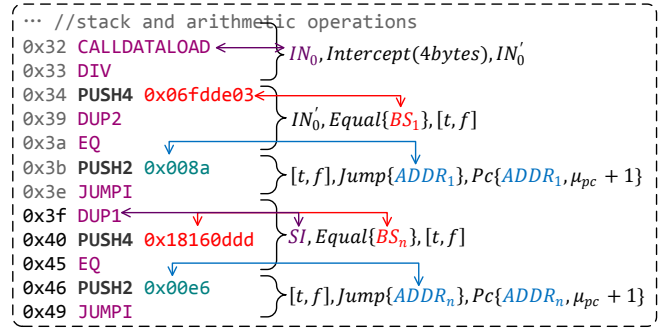 ··· //stack and arithmetic operations
0x32 CALLDATALOAD IN₀, Intercept(4bytes), IN₀′
0x33 DIV
0x34 PUSH4 0x06fdde03
0x39 DUP2 IN₀′, Equal{BS₁}, [t, f]
0x3a EQ
0x3b PUSH2 0x008a [t, f], Jump{ADDR₁}, Pc{ADDR₁, μ_pc + 1}
0x3e JUMPI
0x3f DUP1
0x40 PUSH4 0x18160ddd SI, Equal{BSₙ}, [t, f]
0x45 EQ
0x46 PUSH2 0x00e6 [t, f], Jump{ADDRₙ}, Pc{ADDRₙ, μ_pc + 1}
0x49 JUMPI